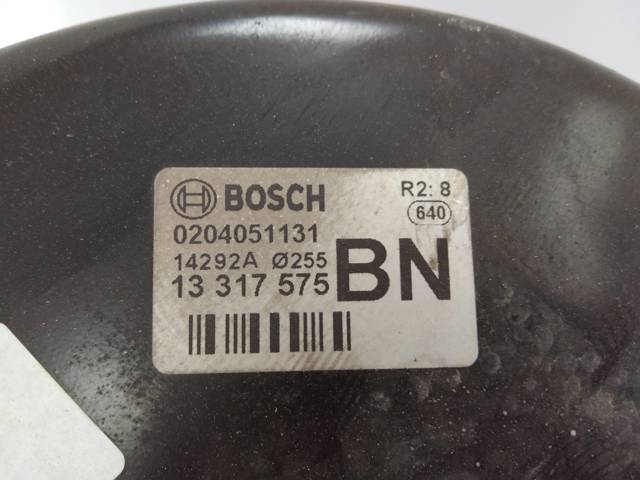 BOSCH R2: 8
640
0204051131
14292A Ø255
13 317 575 BN